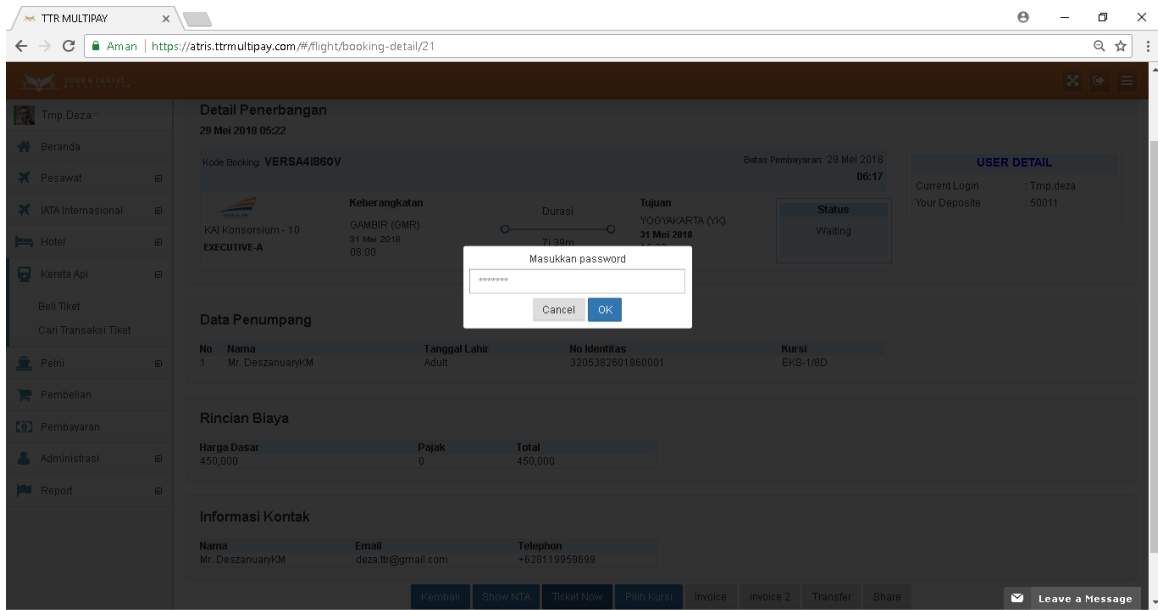 TTR MULTIPAY
Aman https://atris.ttrmultipay.com/#/flight/booking-detail/21
TOUR & TRAVEL
Tmp.Deza
Beranda
Pesawat
IATA Internasional
Hotel
Kereta Api
Beli Tiket
Cari Transaksi Tiket
Pelni
Pembelian
Pembayaran
Administrasi
Report
Detail Penerbangan
29 Mei 2018 05:22
Kode Booking: VERSA4I860V
Batas Pembayaran: 29 Mei 2018
06:17
KAI Konsorsium - 10
EXECUTIVE-A
Keberangkatan
GAMBIR (GMR)
31 Mei 2018
08:00
Durasi
7j 39m
Tujuan
YOGYAKARTA (YK)
31 Mei 2018
Status
Waiting
USER DETAIL
Current Login : Tmp.deza
Your Deposite : 50011
Masukkan password
*******
Cancel OK
Data Penumpang
No Nama Tanggal Lahir No Identitas Kursi
1 Mr. DeszanuaryKM Adult 3205382601960001 EKS-1/8D
Rincian Biaya
Harga Dasar Pajak Total
450,000 0 450,000
Informasi Kontak
Nama Email Telephon
Mr. DeszanuaryKM deza.ttr@gmail.com +628119959699
Kembali Show NTA Ticket Now Pilih Kursi Invoice Invoice 2 Transfer Share
Leave a Message